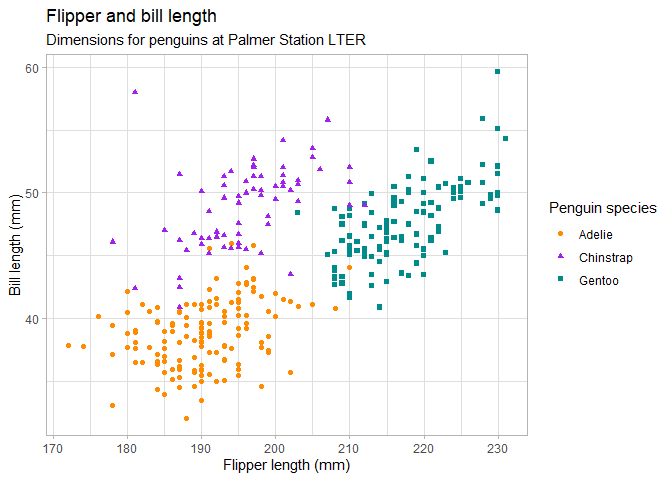 Flipper and bill length
Dimensions for penguins at Palmer Station LTER
60
50
40
Bill length (mm)
170 180 190 200 210 220 230
Flipper length (mm)
Penguin species
Adelie
Chinstrap
Gentoo